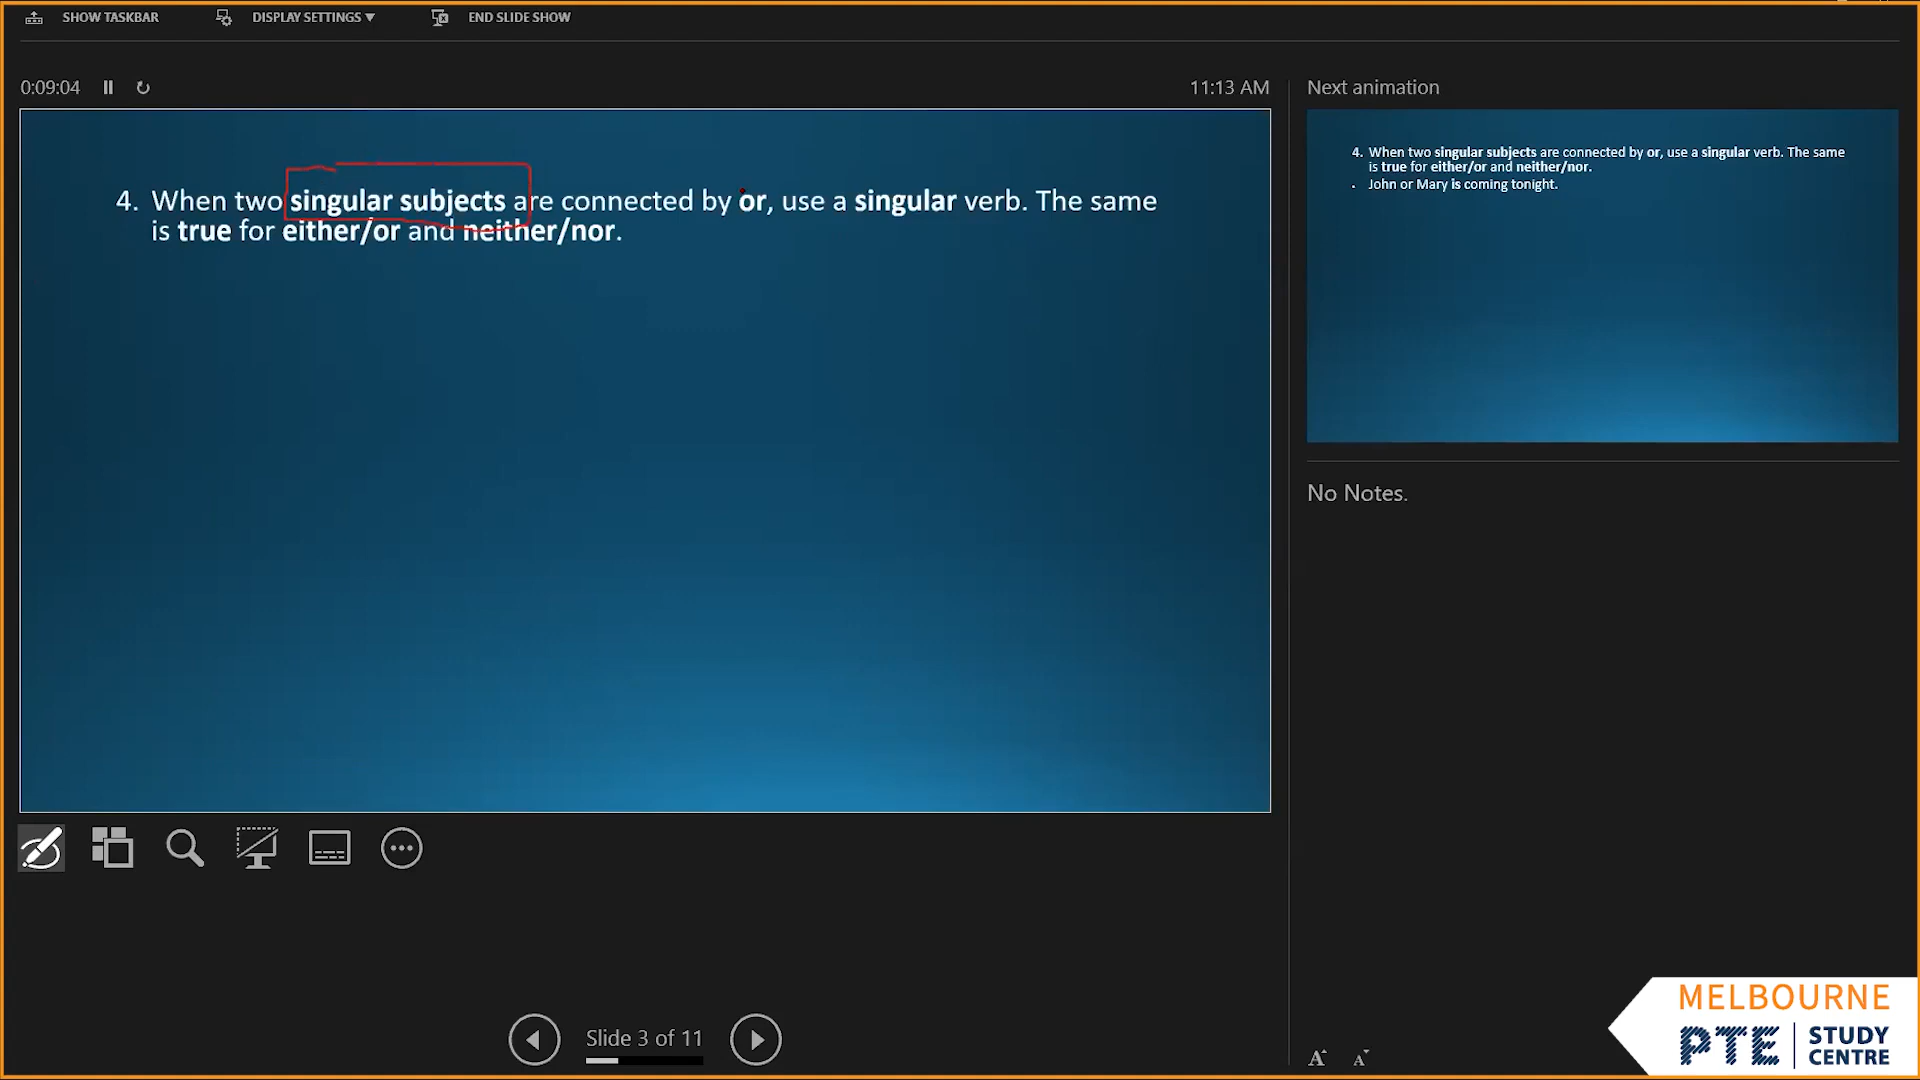 SHOW TASKBAR
DISPLAY SETTINGS ▼
END SLIDE SHOW
0:09:04
11:13 AM
Next animation
4. When two singular subjects are connected by or, use a singular verb. The same
is true for either/or and neither/nor.
4. When two singular subjects are connected by or, use a singular verb. The same
is true for either/or and neither/nor.
• John or Mary is coming tonight.
No Notes.
Slide 3 of 11
A A
MELBOURNE
PTE
STUDY
CENTRE